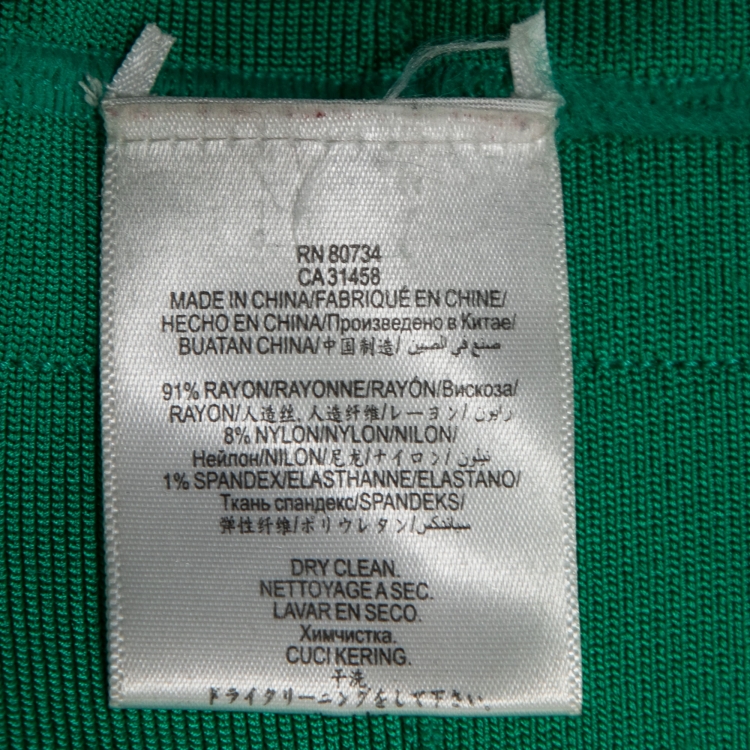 RN 80734
CA 31458
MADE IN CHINA/FABRIQUÉ EN CHINE/
HECHO EN CHINA/Произведено в Китае/
BUATAN CHINA/中国制造/ صنع في الصين
91% RAYON/RAYONNE/RAYÓN/Вискоза/
RAYON/人造丝, 人造纤维/レーヨン/ رايون
8% NYLON/NYLON/NILON/
Нейлон/NILON/尼龙/ナイロン/ نيلون
1% SPANDEX/ELASTHANNE/ELASTANO/
Ткань спандекс/SPANDEKS/
弹性纤维/ポリウレタン/سباندكس
DRY CLEAN.
NETTOYAGE A SEC.
LAVAR EN SECO.
Химчистка.
CUCI KERING.
干洗.
ドライクリーニングをして下さい.